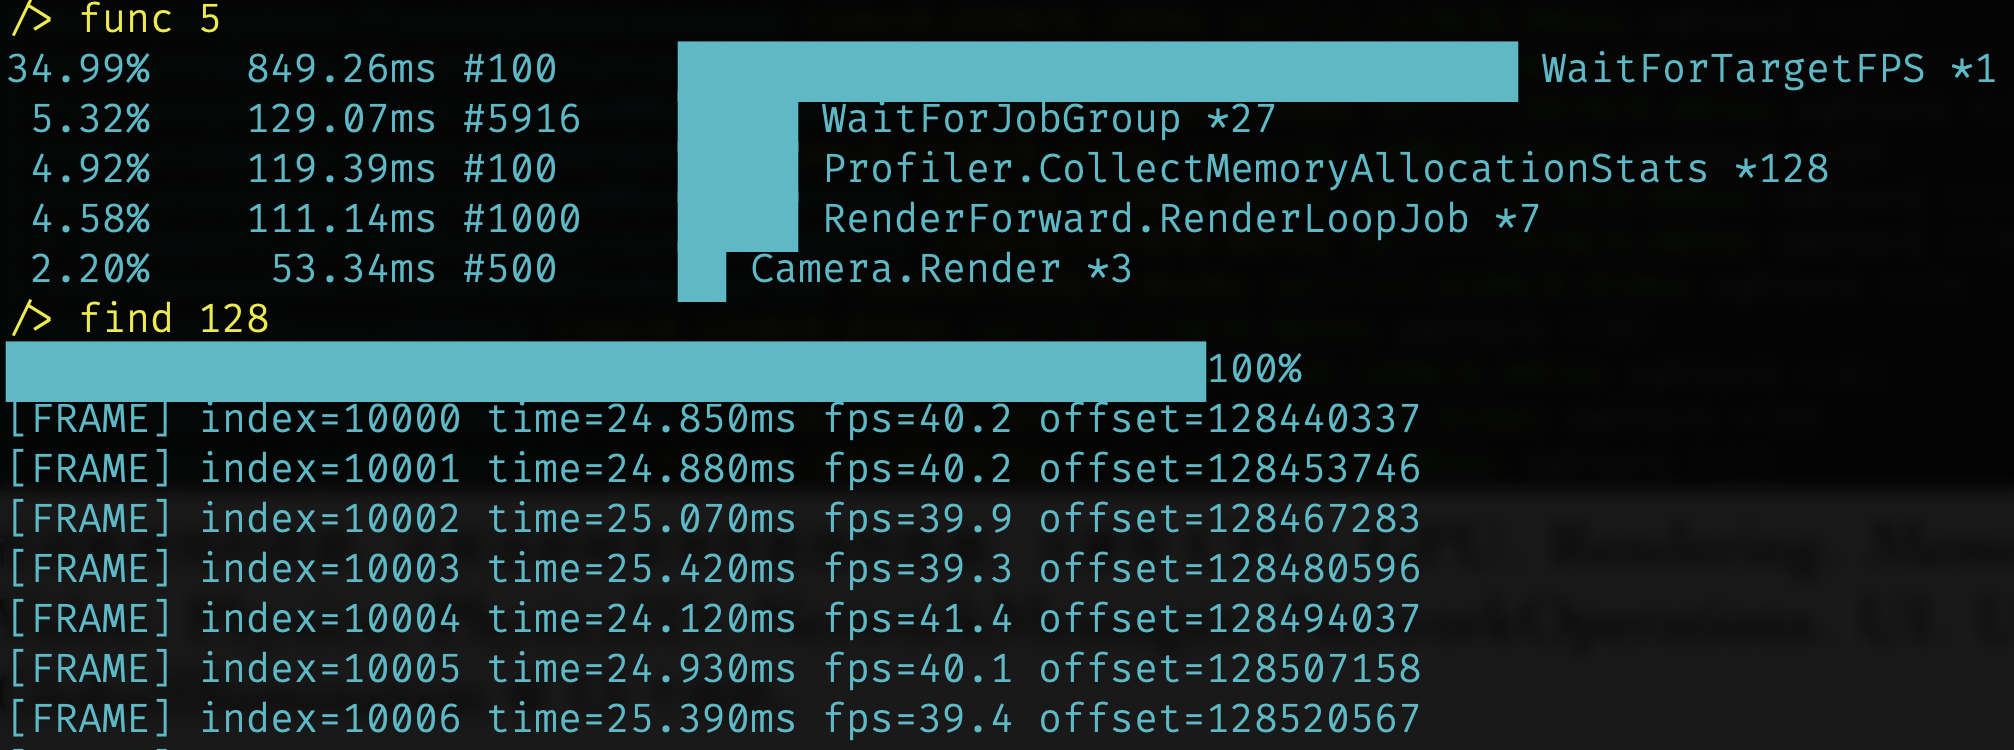 /> func 5
34.99% 849.26ms #100 WaitForTargetFPS *1
5.32% 129.07ms #5916 WaitForJobGroup *27
4.92% 119.39ms #100 Profiler.CollectMemoryAllocationStats *128
4.58% 111.14ms #1000 RenderForward.RenderLoopJob *7
2.20% 53.34ms #500 Camera.Render *3
/> find 128
100%
[FRAME] index=10000 time=24.850ms fps=40.2 offset=128440337
[FRAME] index=10001 time=24.880ms fps=40.2 offset=128453746
[FRAME] index=10002 time=25.070ms fps=39.9 offset=128467283
[FRAME] index=10003 time=25.420ms fps=39.3 offset=128480596
[FRAME] index=10004 time=24.120ms fps=41.4 offset=128494037
[FRAME] index=10005 time=24.930ms fps=40.1 offset=128507158
[FRAME] index=10006 time=25.390ms fps=39.4 offset=128520567